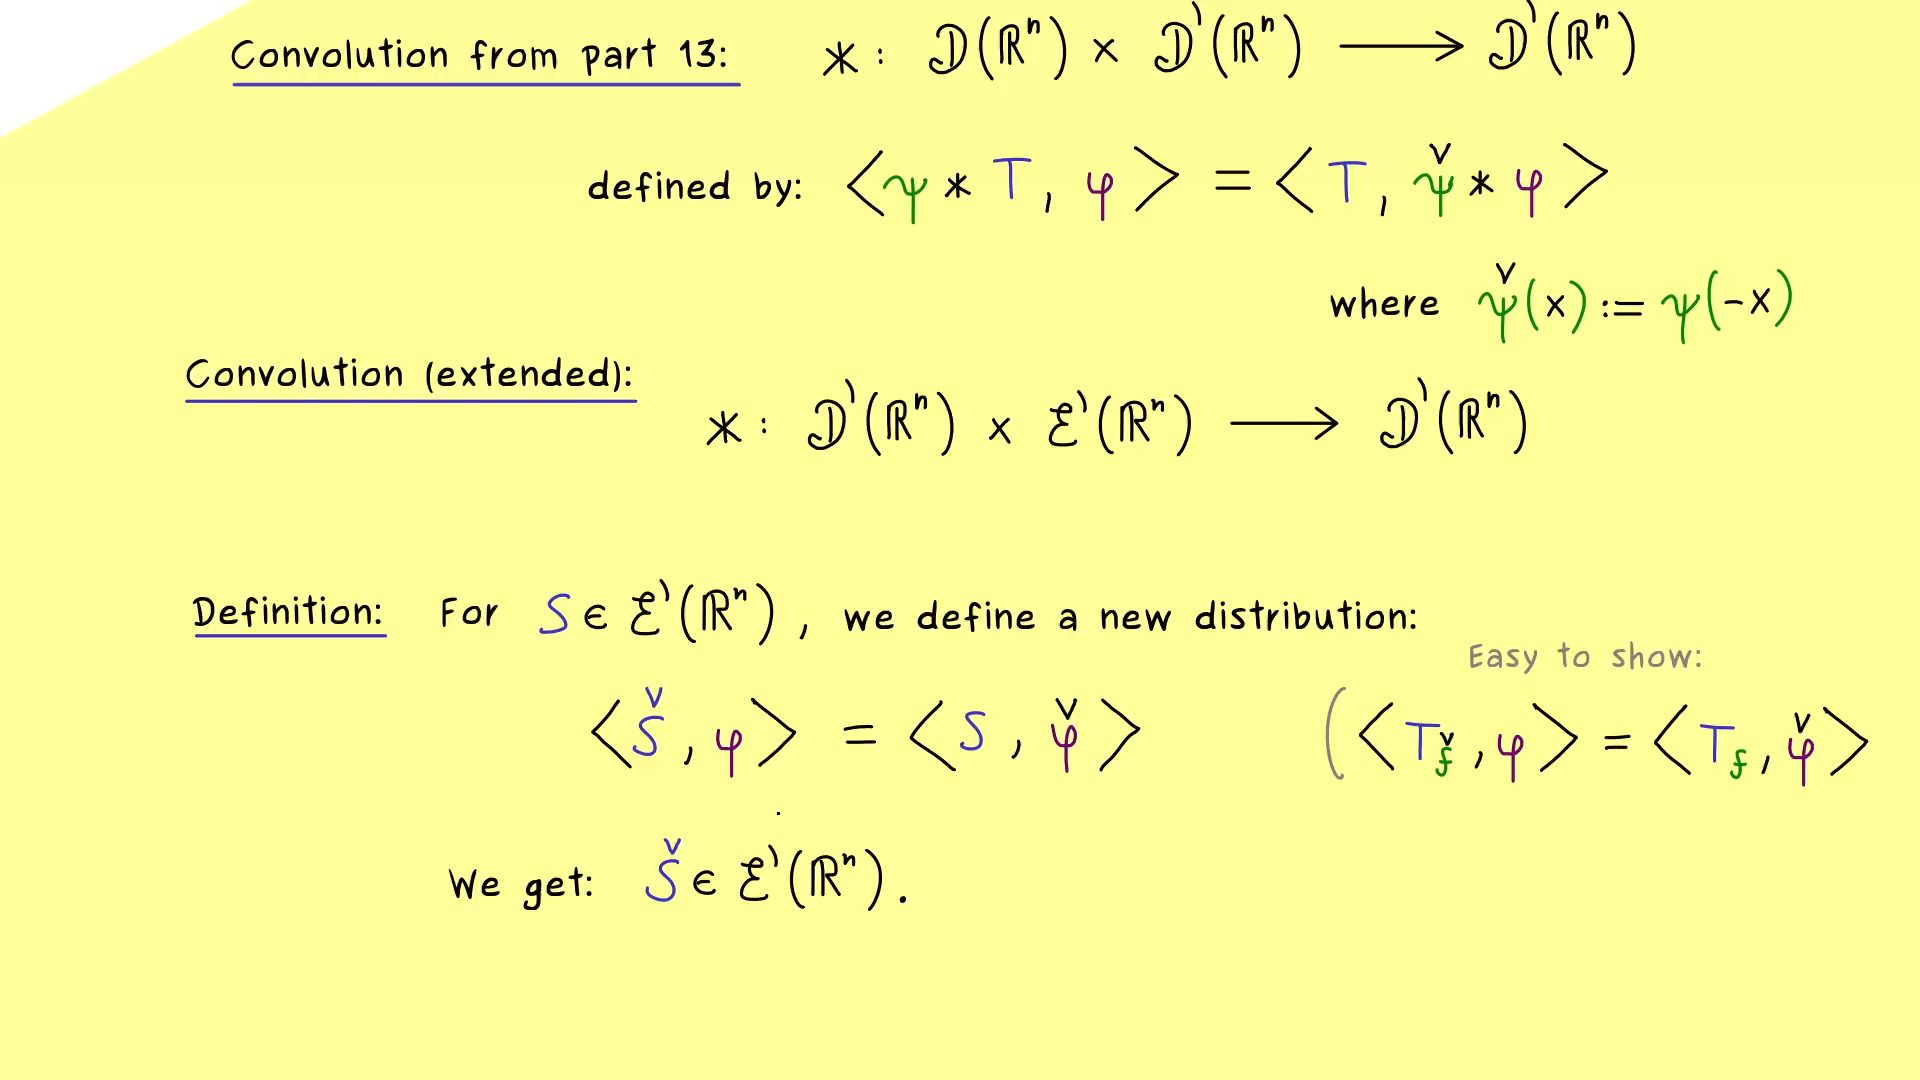 Convolution from part 13: * : 𝒟(ℝⁿ) × 𝒟'(ℝⁿ) ⟶ 𝒟'(ℝⁿ)
defined by: ⟨ψ * T, φ⟩ = ⟨T, ψ̌ * φ⟩
where ψ̌(x) := ψ(-x)
Convolution (extended):
* : 𝒟'(ℝⁿ) × ℰ'(ℝⁿ) ⟶ 𝒟'(ℝⁿ)
Definition: For S ∈ ℰ'(ℝⁿ), we define a new distribution:
Easy to show:
⟨Š, φ⟩ = ⟨S, φ̌⟩ (⟨T_f̌, φ⟩ = ⟨T_f, φ̌⟩
We get: Š ∈ ℰ'(ℝⁿ).